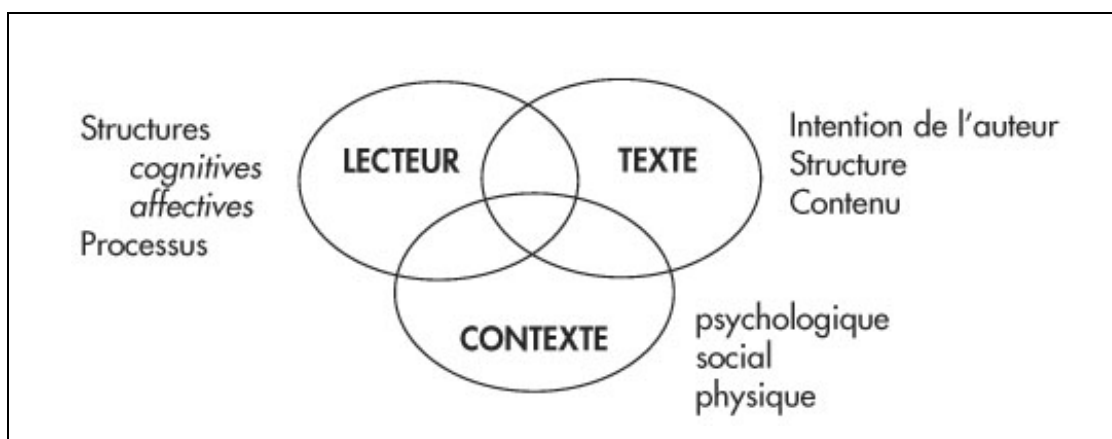 Structures
cognitives
affectives
Processus
LECTEUR
TEXTE
Intention de l'auteur
Structure
Contenu
CONTEXTE
psychologique
social
physique